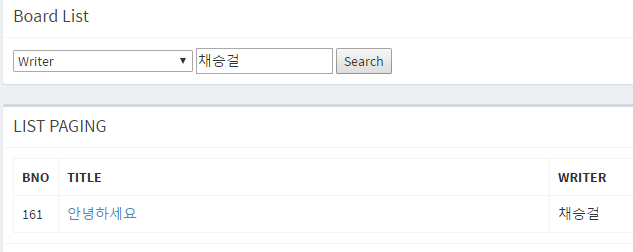 Board List
Writer 채승걸 Search
LIST PAGING
BNO TITLE WRITER
161 안녕하세요 채승걸